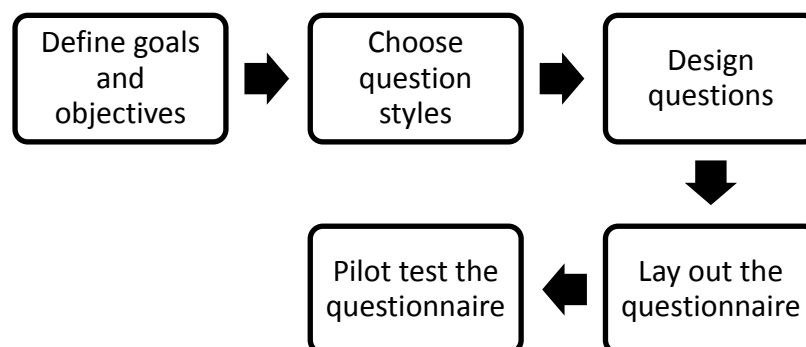 Define goals
and
objectives
Choose
question
styles
Design
questions
Lay out the
questionnaire
Pilot test the
questionnaire